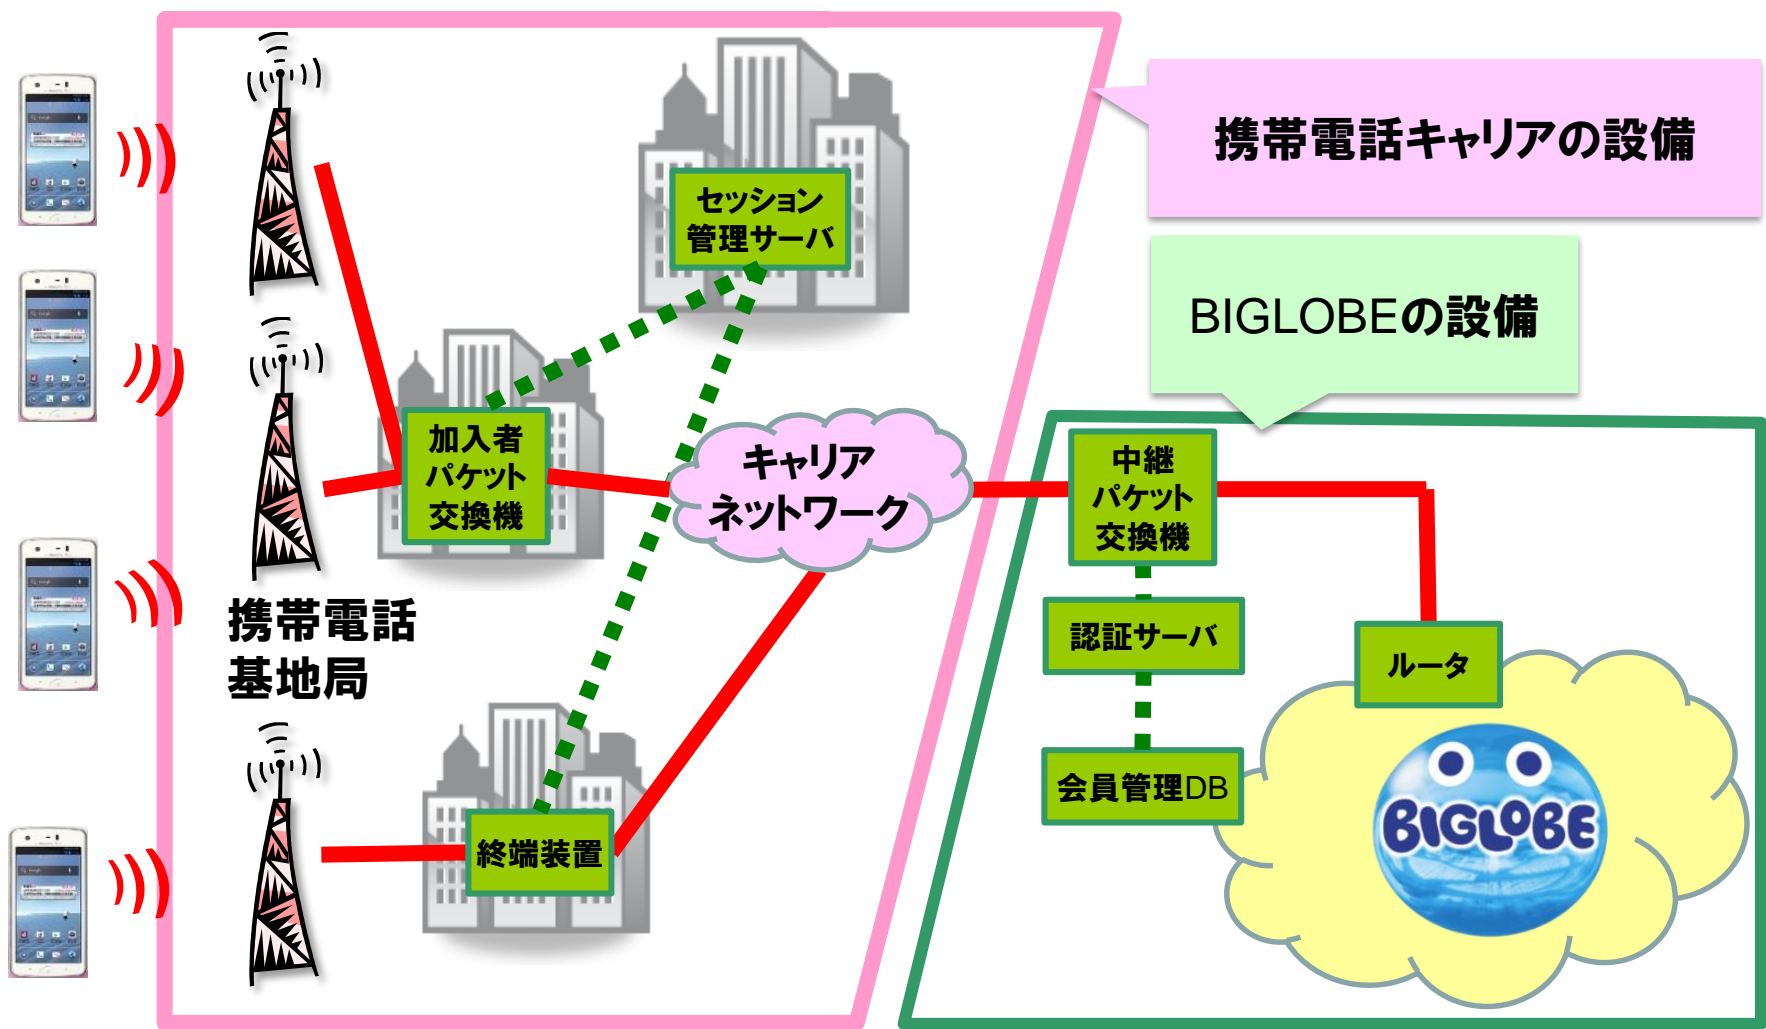 携帯電話キャリアの設備
セッション
管理サーバ
BIGLOBEの設備
加入者
パケット
交換機
キャリア
ネットワーク
中継
パケット
交換機
携帯電話
基地局
認証サーバ
ルータ
会員管理DB
終端装置
BIGLOBE